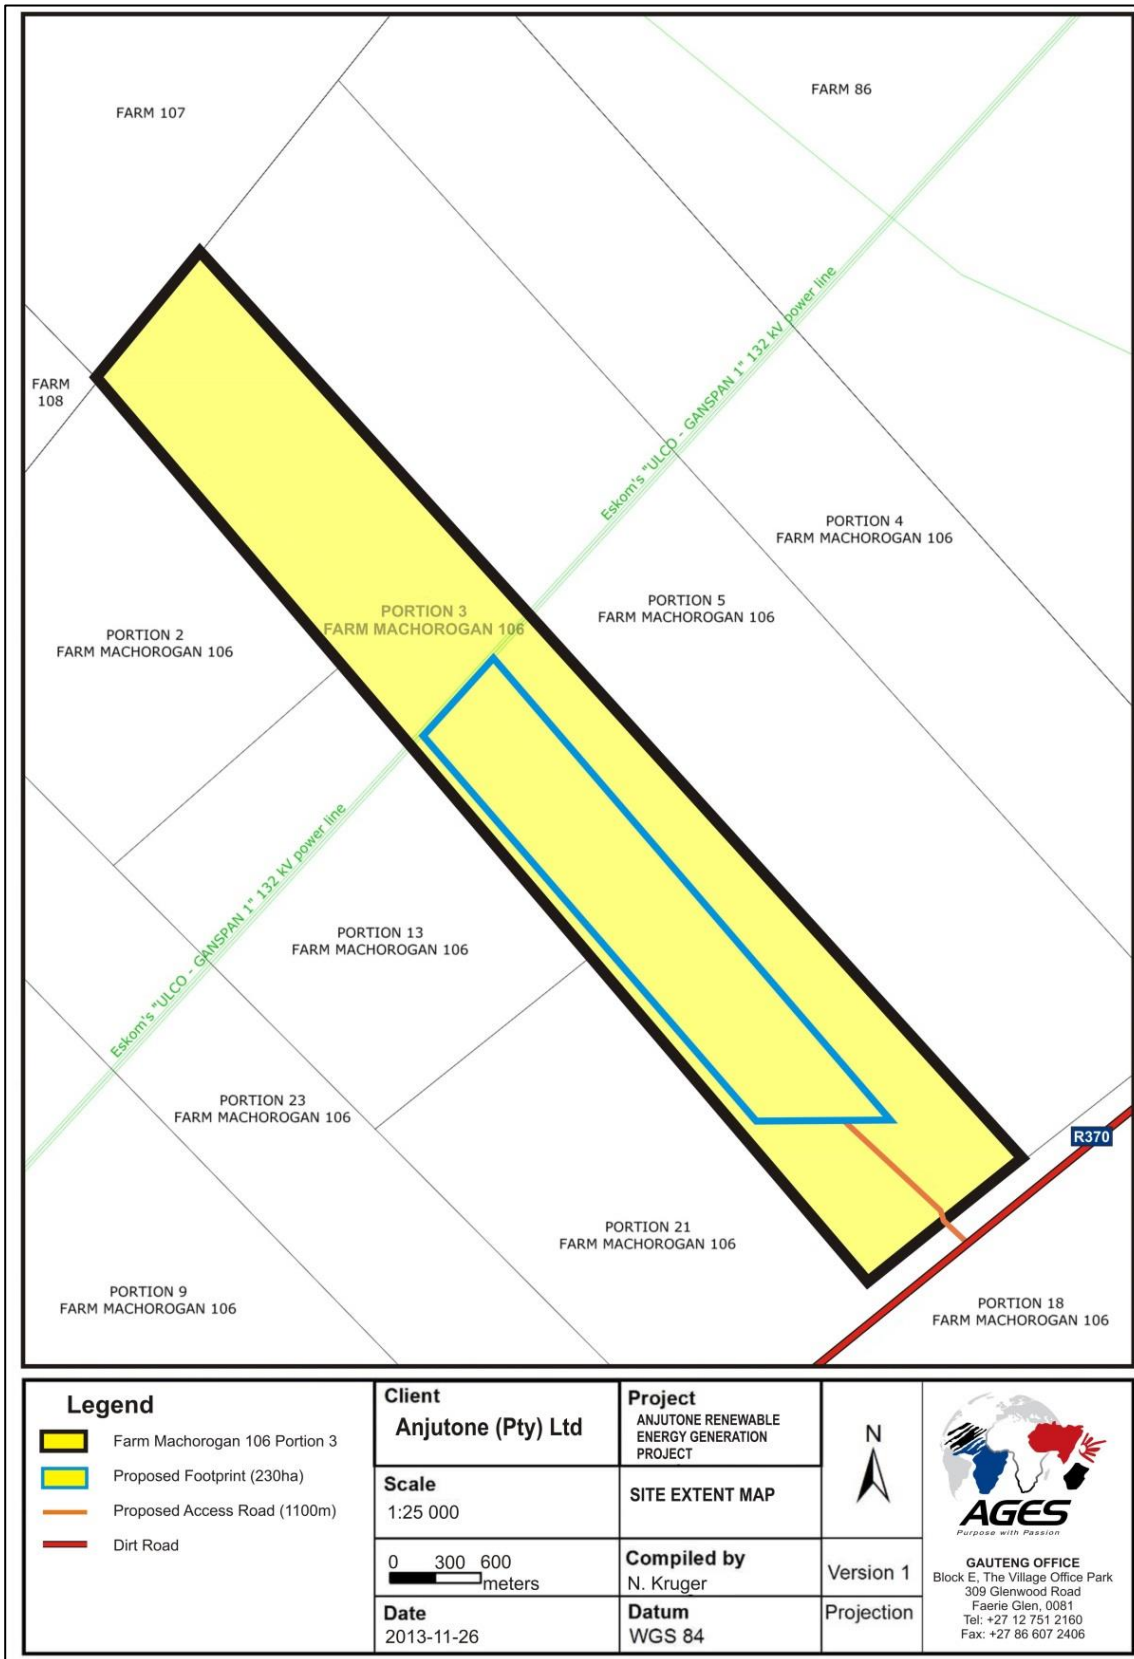 FARM 107
FARM 86
FARM
108
Eskom's "ULCO - GANSPAN 1" 132 kV power line
PORTION 4
FARM MACHOROGAN 106
PORTION 5
FARM MACHOROGAN 106
PORTION 3
FARM MACHOROGAN 106
PORTION 2
FARM MACHOROGAN 106
Eskom's "ULCO - GANSPAN 1" 132 kV power line
PORTION 13
FARM MACHOROGAN 106
PORTION 23
FARM MACHOROGAN 106
R370
PORTION 21
FARM MACHOROGAN 106
PORTION 9
FARM MACHOROGAN 106
PORTION 18
FARM MACHOROGAN 106
Legend
Farm Machorogan 106 Portion 3
Proposed Footprint (230ha)
Proposed Access Road (1100m)
Dirt Road
Client
Anjutone (Pty) Ltd
Scale
1:25 000
0 300 600
meters
Date
2013-11-26
Project
ANJUTONE RENEWABLE
ENERGY GENERATION
PROJECT
SITE EXTENT MAP
Compiled by
N. Kruger
Datum
WGS 84
N
Version 1
Projection
AGES
Purpose with Passion
GAUTENG OFFICE
Block E, The Village Office Park
309 Glenwood Road
Faerie Glen, 0081
Tel: +27 12 751 2160
Fax: +27 86 607 2406